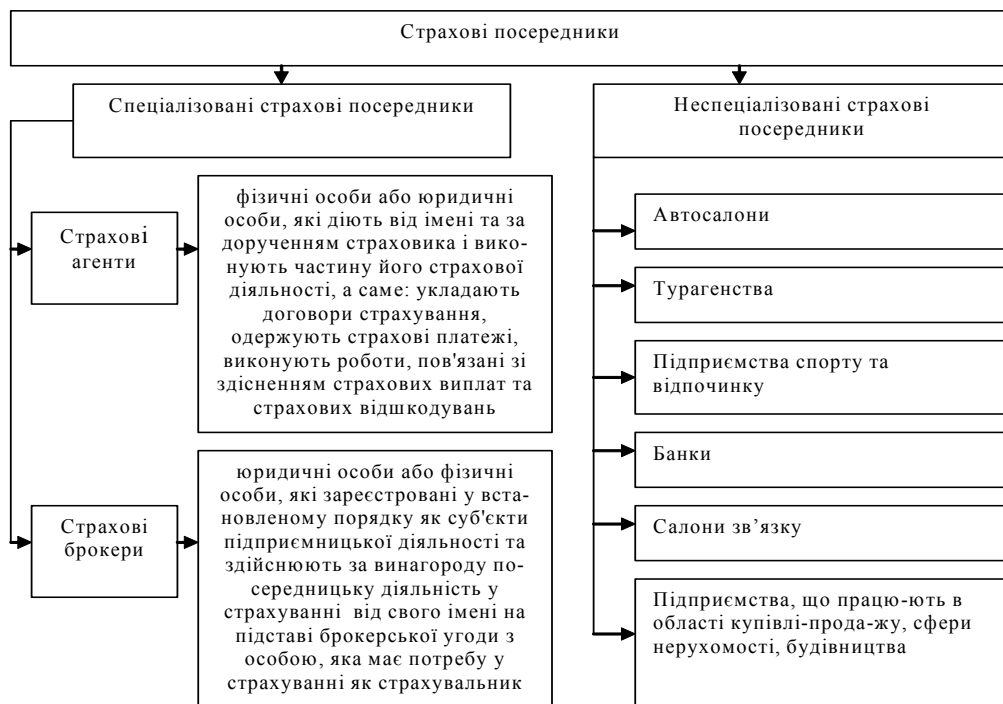 Страхові посередники
Спеціалізовані страхові посередники
Неспеціалізовані страхові
посередники
Страхові
агенти
фізичні особи або юридичні
особи, які діють від імені та за
дорученням страховика і вико-
нують частину його страхової
діяльності, а саме: укладають
договори страхування,
одержують страхові платежі,
виконують роботи, пов'язані зі
здісненням страхових виплат та
страхових відшкодувань
Страхові
брокери
юридичні особи або фізичні
особи, які зареєстровані у вста-
новленому порядку як суб'єкти
підприємницької діяльності та
здійснюють за винагороду по-
середницьку діяльність у
страхуванні від свого імені на
підставі брокерської угоди з
особою, яка має потребу у
страхуванні як страхувальник
Автосалони
Турагенства
Підприємства спорту та
відпочинку
Банки
Салони зв’язку
Підприємства, що працю-ють в
області купівлі-прода-жу, сфери
нерухомості, будівництва